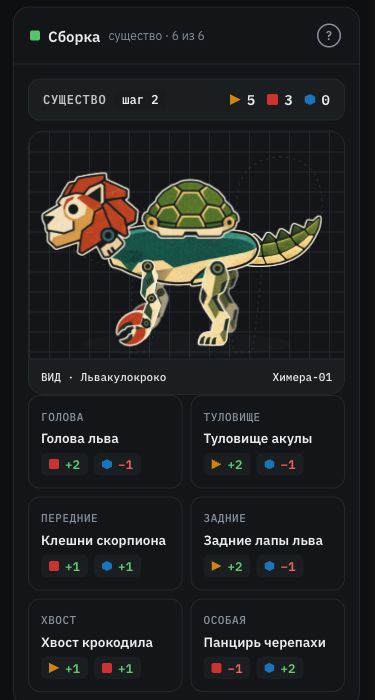 Сборка существо · 6 из 6 ?
СУЩЕСТВО шаг 2 5 3 0
ВИД · Львакулокроко Химера-01
ГОЛОВА
Голова льва
+2 −1
ТУЛОВИЩЕ
Туловище акулы
+2 −1
ПЕРЕДНИЕ
Клешни скорпиона
+1 +1
ЗАДНИЕ
Задние лапы льва
+2 −1
ХВОСТ
Хвост крокодила
+1 +1
ОСОБАЯ
Панцирь черепахи
−1 +2